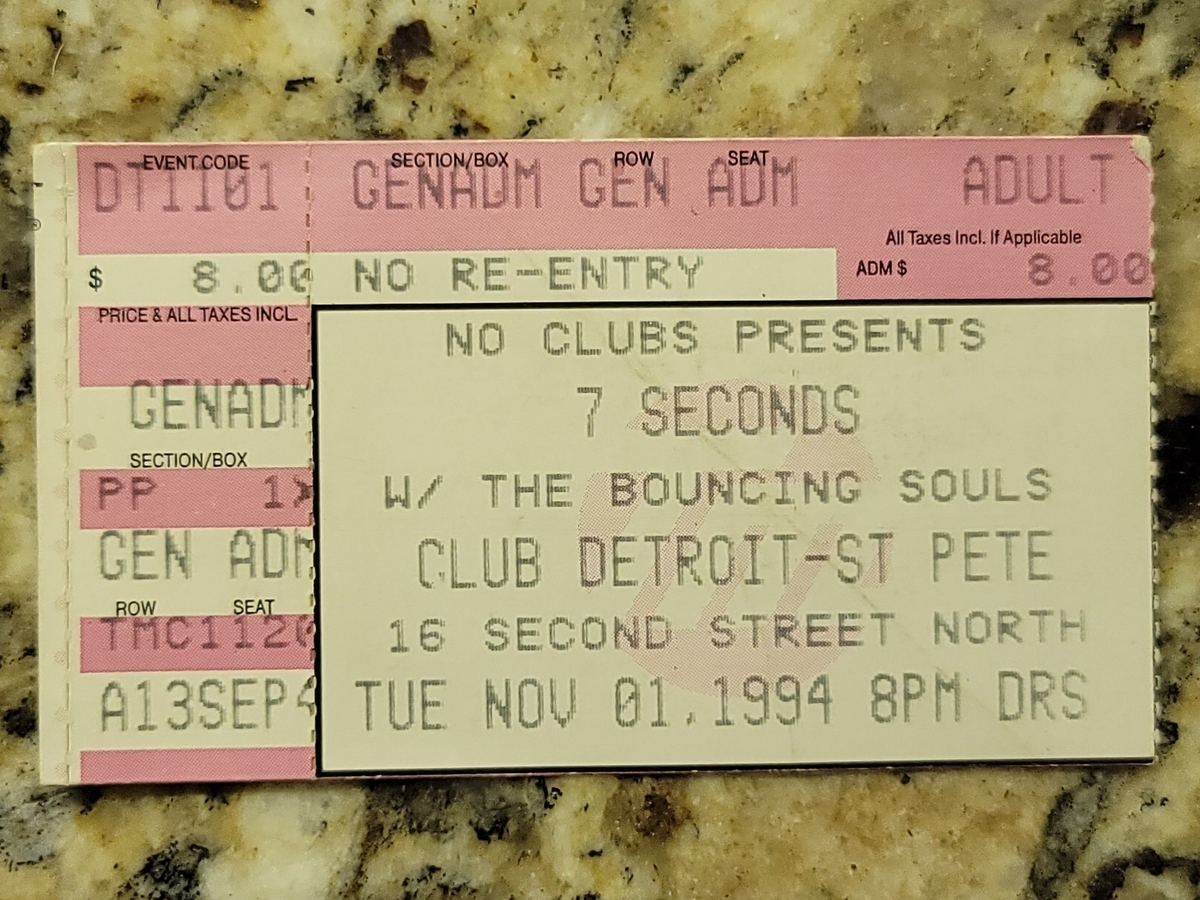 EVENT CODE SECTION/BOX ROW SEAT
DT1101 GENADM GEN ADM ADULT
All Taxes Incl. If Applicable
$ 8.00 NO RE-ENTRY ADM $ 8.00
PRICE & ALL TAXES INCL.
NO CLUBS PRESENTS
GENADM
7 SECONDS
SECTION/BOX
PP 1X
W/ THE BOUNCING SOULS
GEN ADM
CLUB DETROIT-ST PETE
ROW SEAT
TMC1120
16 SECOND STREET NORTH
A13SEP4
TUE NOV 01.1994 8PM DRS